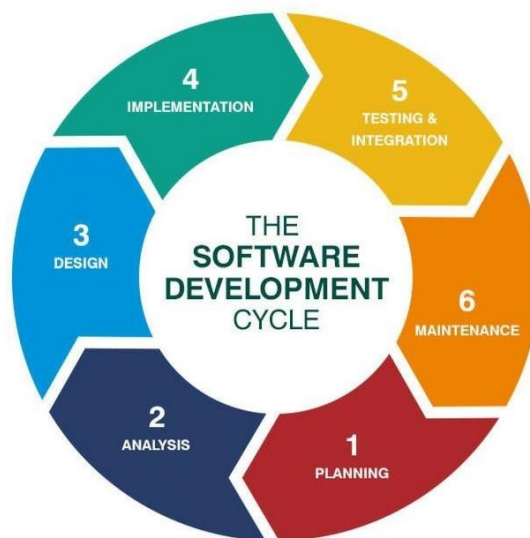 THE
SOFTWARE
DEVELOPMENT
CYCLE
1
PLANNING
2
ANALYSIS
3
DESIGN
4
IMPLEMENTATION
5
TESTING &
INTEGRATION
6
MAINTENANCE